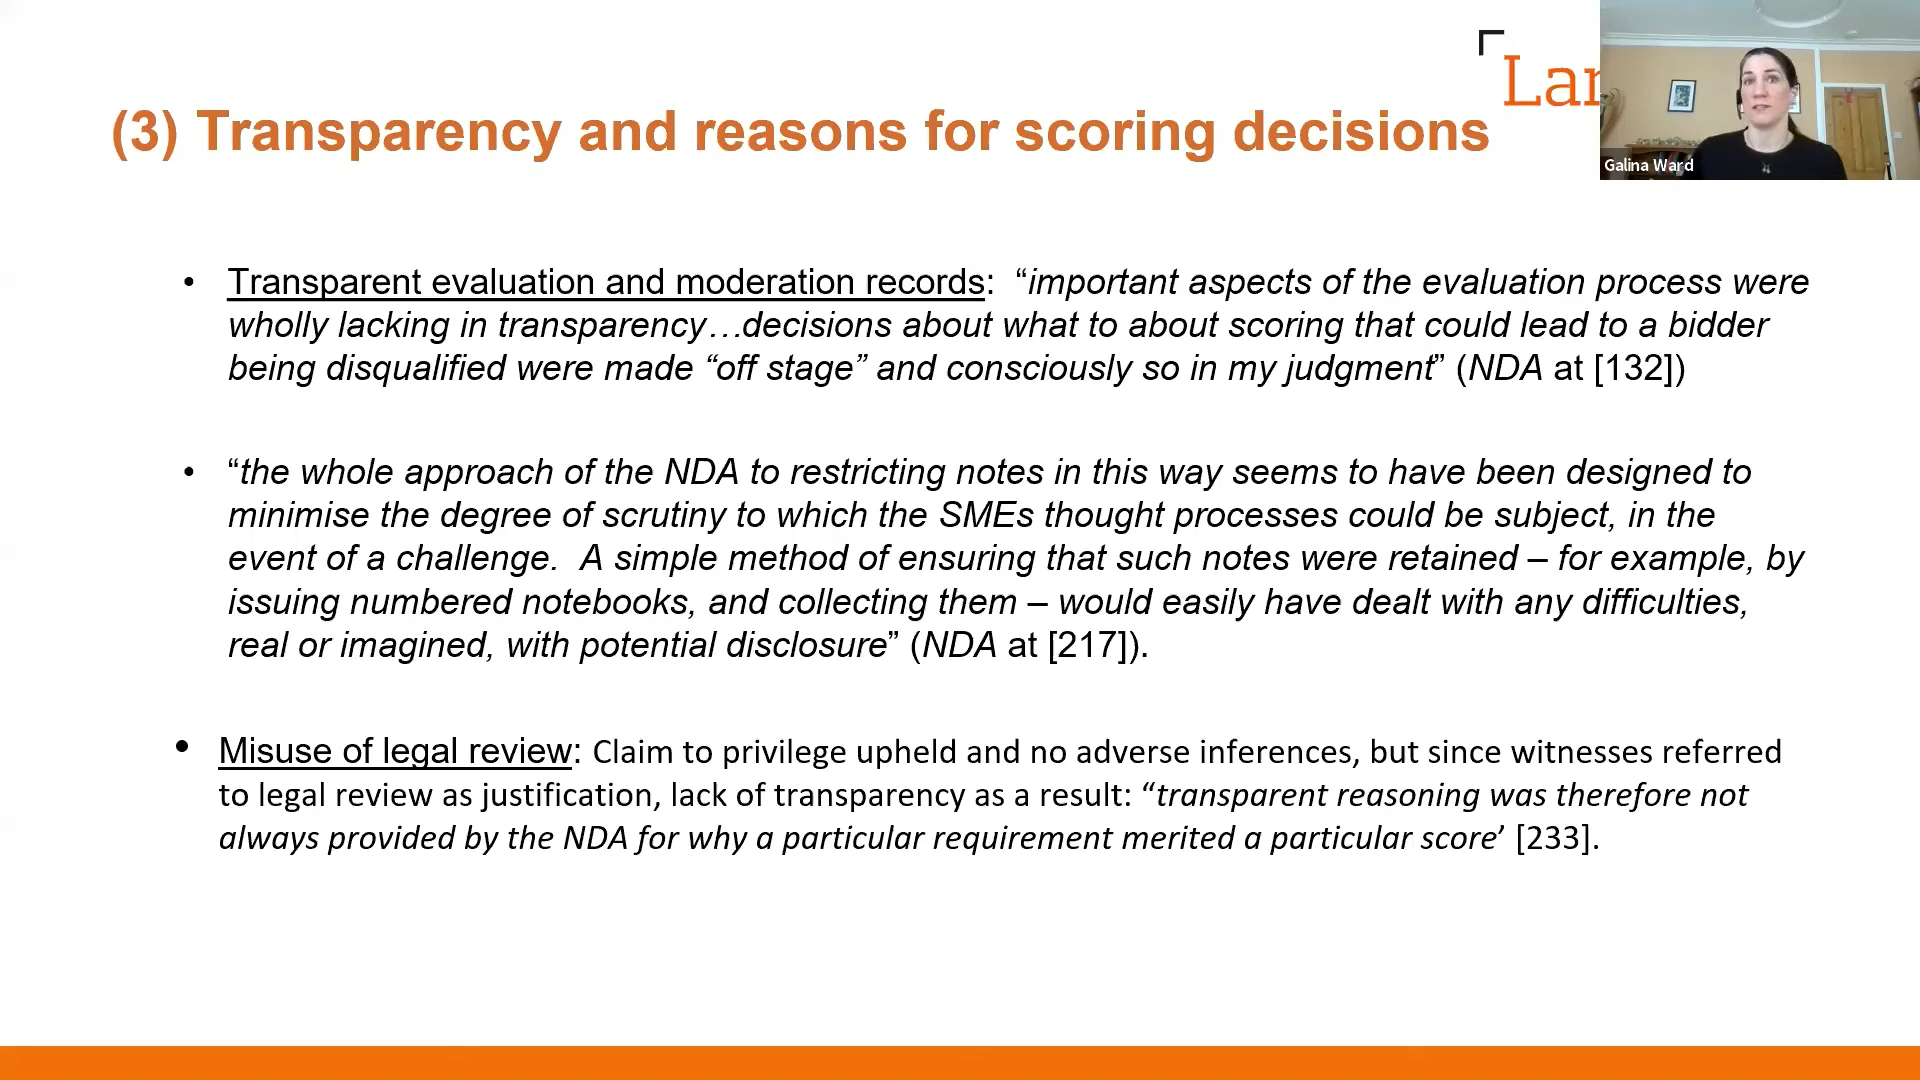 Lar
(3) Transparency and reasons for scoring decisions
Galina Ward
• Transparent evaluation and moderation records: “important aspects of the evaluation process were
wholly lacking in transparency…decisions about what to about scoring that could lead to a bidder
being disqualified were made “off stage” and consciously so in my judgment” (NDA at [132])
• “the whole approach of the NDA to restricting notes in this way seems to have been designed to
minimise the degree of scrutiny to which the SMEs thought processes could be subject, in the
event of a challenge. A simple method of ensuring that such notes were retained – for example, by
issuing numbered notebooks, and collecting them – would easily have dealt with any difficulties,
real or imagined, with potential disclosure” (NDA at [217]).
• Misuse of legal review: Claim to privilege upheld and no adverse inferences, but since witnesses referred
to legal review as justification, lack of transparency as a result: “transparent reasoning was therefore not
always provided by the NDA for why a particular requirement merited a particular score’ [233].